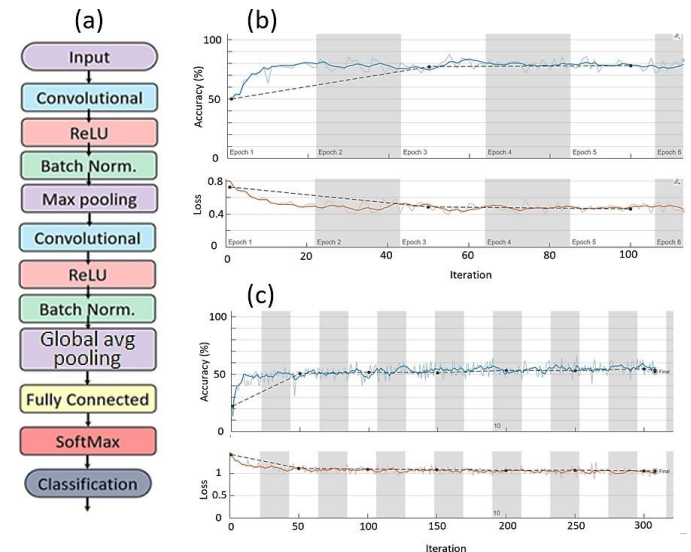 (a)
Input
Convolutional
ReLU
Batch Norm.
Max pooling
Convolutional
ReLU
Batch Norm.
Global avg
pooling
Fully Connected
SoftMax
Classification
(b)
100
50
0
Accuracy (%)
Epoch 1 Epoch 2 Epoch 3 Epoch 4 Epoch 5 Epoch 6
0.8
0.4
0
Loss
Epoch 1 Epoch 2 Epoch 3 Epoch 4 Epoch 5 Epoch 6
0 20 40 60 80 100
Iteration
(c)
100
50
0
Accuracy (%)
Final
10
1
0.5
0
Loss
Final
10
0 50 100 150 200 250 300
Iteration